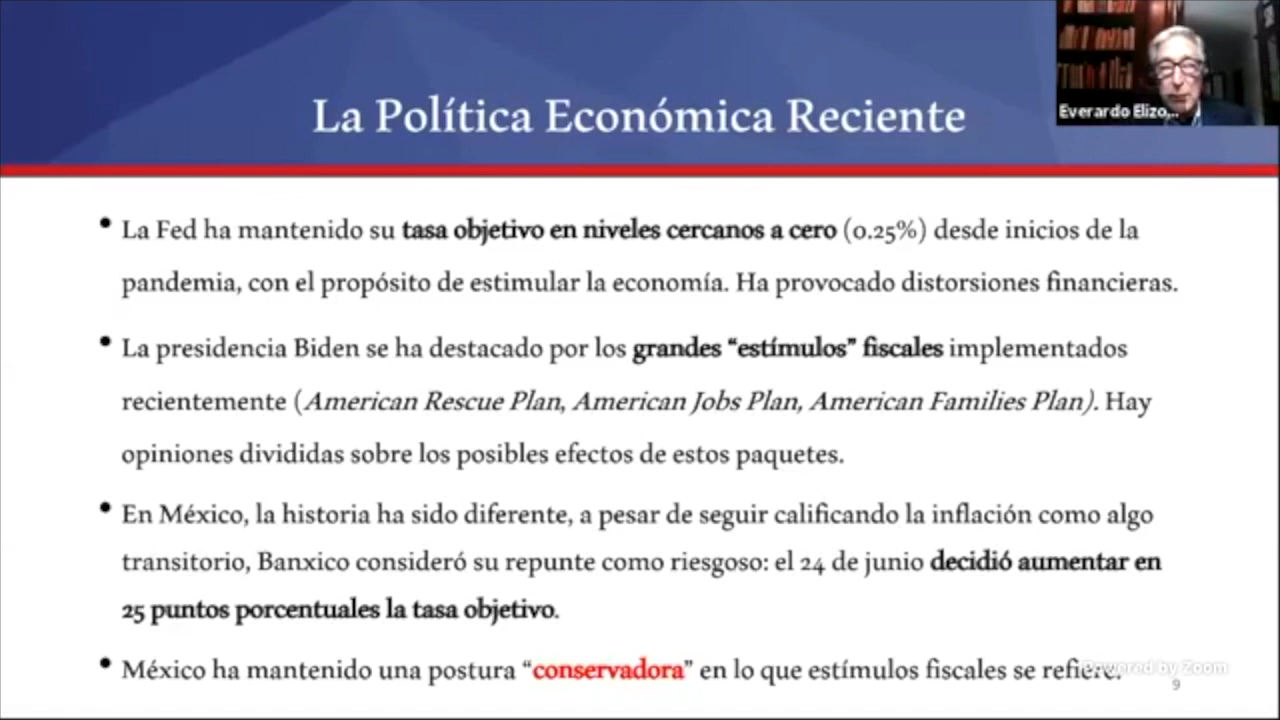 La Política Económica Reciente
Everardo Elizo...
• La Fed ha mantenido su tasa objetivo en niveles cercanos a cero (0.25%) desde inicios de la
pandemia, con el propósito de estimular la economía. Ha provocado distorsiones financieras.
• La presidencia Biden se ha destacado por los grandes “estímulos” fiscales implementados
recientemente (American Rescue Plan, American Jobs Plan, American Families Plan). Hay
opiniones divididas sobre los posibles efectos de estos paquetes.
• En México, la historia ha sido diferente, a pesar de seguir calificando la inflación como algo
transitorio, Banxico consideró su repunte como riesgoso: el 24 de junio decidió aumentar en
25 puntos porcentuales la tasa objetivo.
• México ha mantenido una postura “conservadora” en lo que estímulos fiscales se refiere.
Powered by Zoom
9